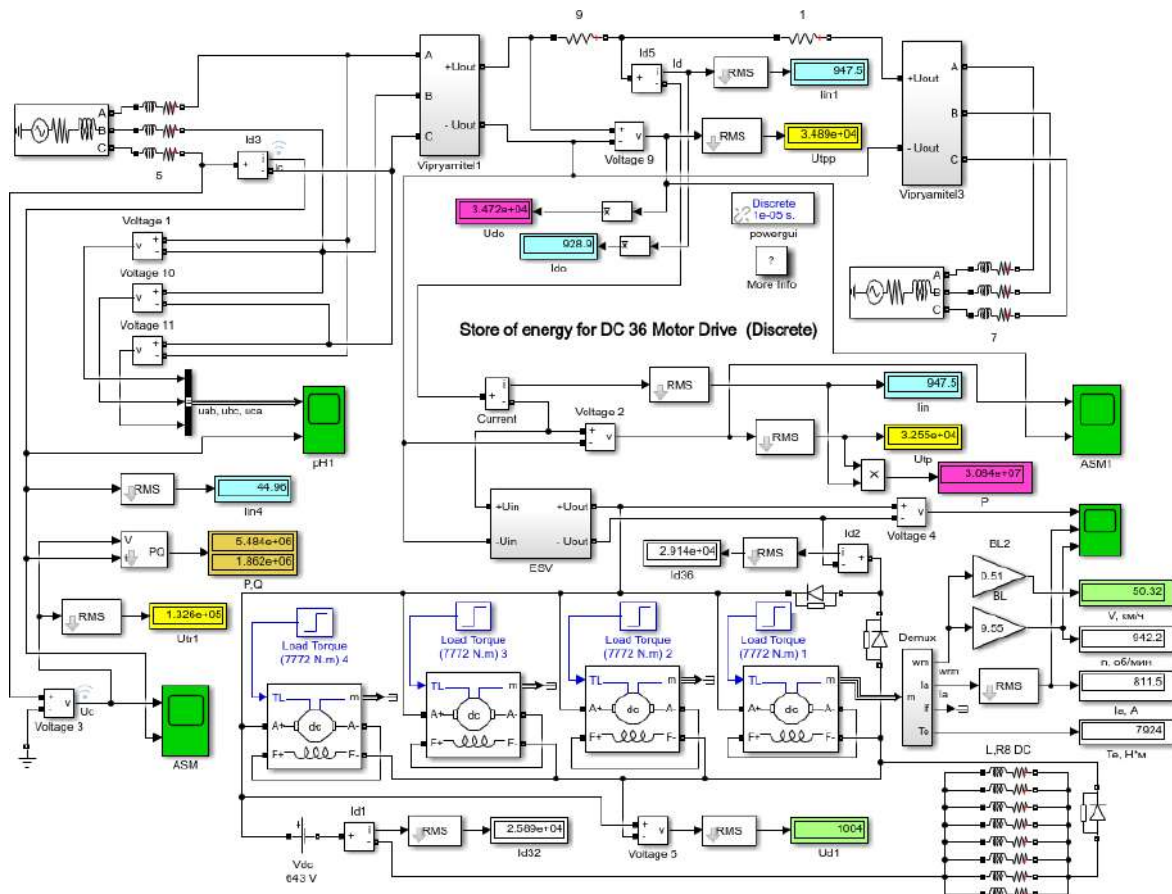 9
1
A
B
C
+Uout
- Uout
Vipryamitel1
Id5
+
i
-
Id
RMS
947.5
Iin1
+Uout
- Uout
A
B
C
Vipryamitel3
A
B
C
5
Id3
+
i
-
Ic
+
-
v
Voltage 9
RMS
3.489e+04
Utpp
3.472e+04
Udo
928.9
Ido
Discrete
1e-05 s.
powergui
?
More Info
A
B
C
7
Voltage 1
v
+
-
Voltage 10
v
+
-
Voltage 11
v
+
-
uab, ubc, uca
pH1
Store of energy for DC 36 Motor Drive (Discrete)
+
i
-
Current
RMS
947.5
Iin
Voltage 2
+
-
v
RMS
3.255e+04
Utp
×
3.084e+07
P
ASM1
RMS
44.96
Iin4
V
I
PQ
5.484e+06
1.862e+06
P,Q
RMS
1.326e+05
Utr1
+Uin
-Uin
+Uout
- Uout
ESV
+
-
v
Voltage 4
Id2
i
-
+
RMS
2.914e+04
Id36
BL2
0.51
BL
9.55
50.32
V, км/ч
942.2
n, об/мин
811.5
Ia, A
7924
Te, Н*м
Load Torque
(7772 N.m) 4
Load Torque
(7772 N.m) 3
Load Torque
(7772 N.m) 2
Load Torque
(7772 N.m) 1
TL
m
A+
dc
A-
F+
F-
TL
m
A+
dc
A-
F+
F-
TL
m
A+
dc
A-
F+
F-
TL
m
A+
dc
A-
F+
F-
Demux
m
wm
Ia
If
Te
wm
Ia
RMS
+
-
v
Voltage 3
Uc
ASM
L,R8 DC
Vdc
643 V
Id1
+
i
-
RMS
2.589e+04
Id32
+
-
v
Voltage 5
RMS
1004
Ud1